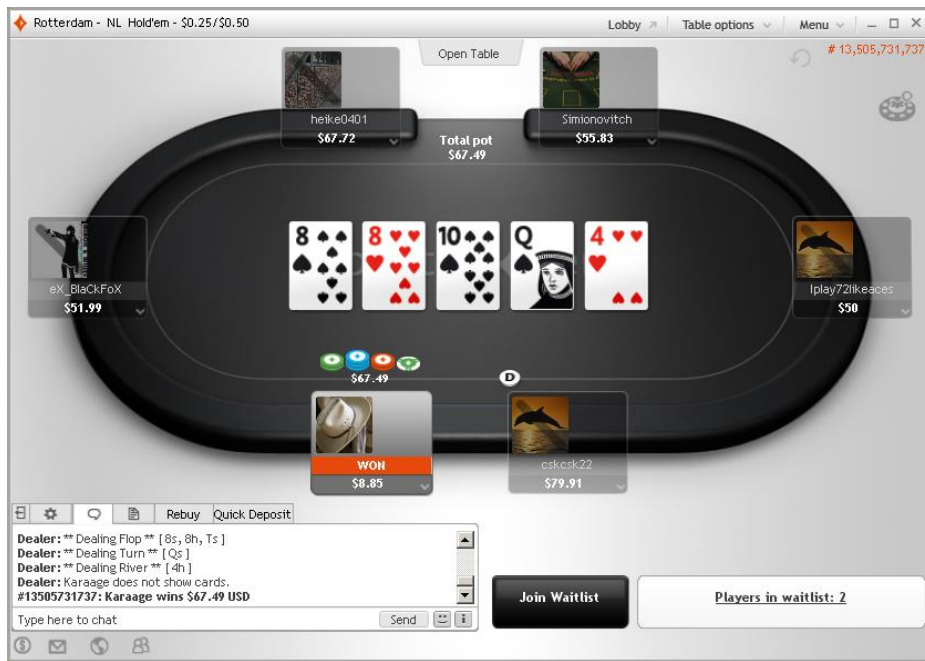 Rotterdam - NL Hold'em - $0.25/$0.50
Lobby
Table options
Menu
# 13,505,731,737
Open Table
heike0401
$67.72
Simionovitch
$55.83
Total pot
$67.49
eX_BlaCkFoX
$51.99
8
8
10
Q
4
Iplay72likeaces
$50
$67.49
D
WON
$8.85
cskcsk22
$79.91
Rebuy
Quick Deposit
Dealer: ** Dealing Flop ** [ 8s, 8h, Ts ]
Dealer: ** Dealing Turn ** [ Qs ]
Dealer: ** Dealing River ** [ 4h ]
Dealer: Karaage does not show cards.
#13505731737: Karaage wins $67.49 USD
Type here to chat
Send
Join Waitlist
Players in waitlist: 2